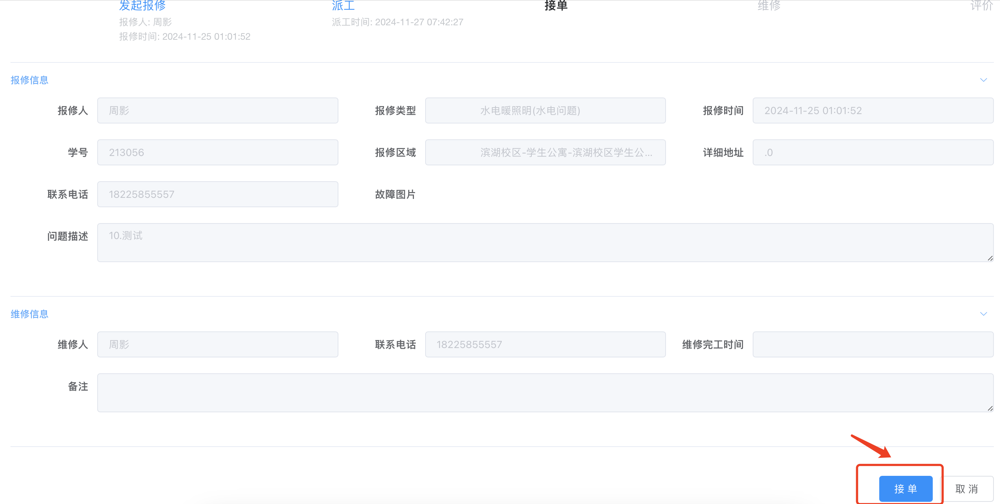 发起报修 派工 接单 维修 评价
报修人: 周影 派工时间: 2024-11-27 07:42:27
报修时间: 2024-11-25 01:01:52
报修信息
报修人 周影 报修类型 水电暖照明(水电问题) 报修时间 2024-11-25 01:01:52
学号 213056 报修区域 滨湖校区-学生公寓-滨湖校区学生公... 详细地址 .0
联系电话 18225855557 故障图片
问题描述 10.测试
维修信息
维修人 周影 联系电话 18225855557 维修完工时间
备注
接单 取消